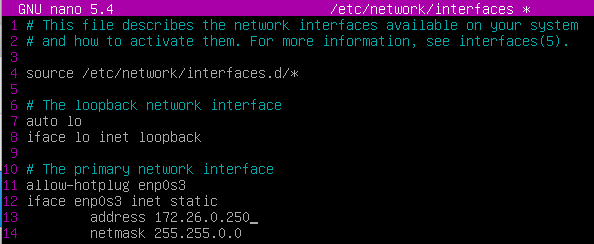 GNU nano 5.4 /etc/network/interfaces *
1 # This file describes the network interfaces available on your system
2 # and how to activate them. For more information, see interfaces(5).
3
4 source /etc/network/interfaces.d/*
5
6 # The loopback network interface
7 auto lo
8 iface lo inet loopback
9
10 # The primary network interface
11 allow-hotplug enp0s3
12 iface enp0s3 inet static
13 address 172.26.0.250_
14 netmask 255.255.0.0